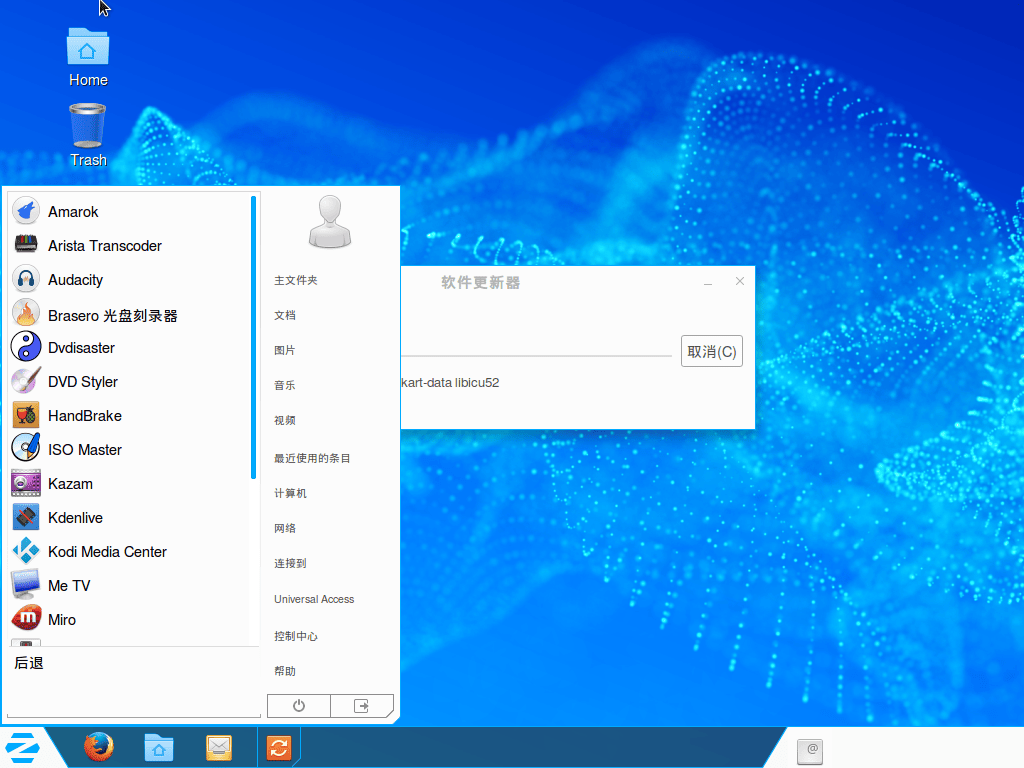 Home
Trash
Amarok
Arista Transcoder
Audacity
Brasero 光盘刻录器
Dvdisaster
DVD Styler
HandBrake
ISO Master
Kazam
Kdenlive
Kodi Media Center
Me TV
Miro
后退
主文件夹
文档
图片
音乐
视频
最近使用的条目
计算机
网络
连接到
Universal Access
控制中心
帮助
软件更新器
取消(C)
kart-data libicu52